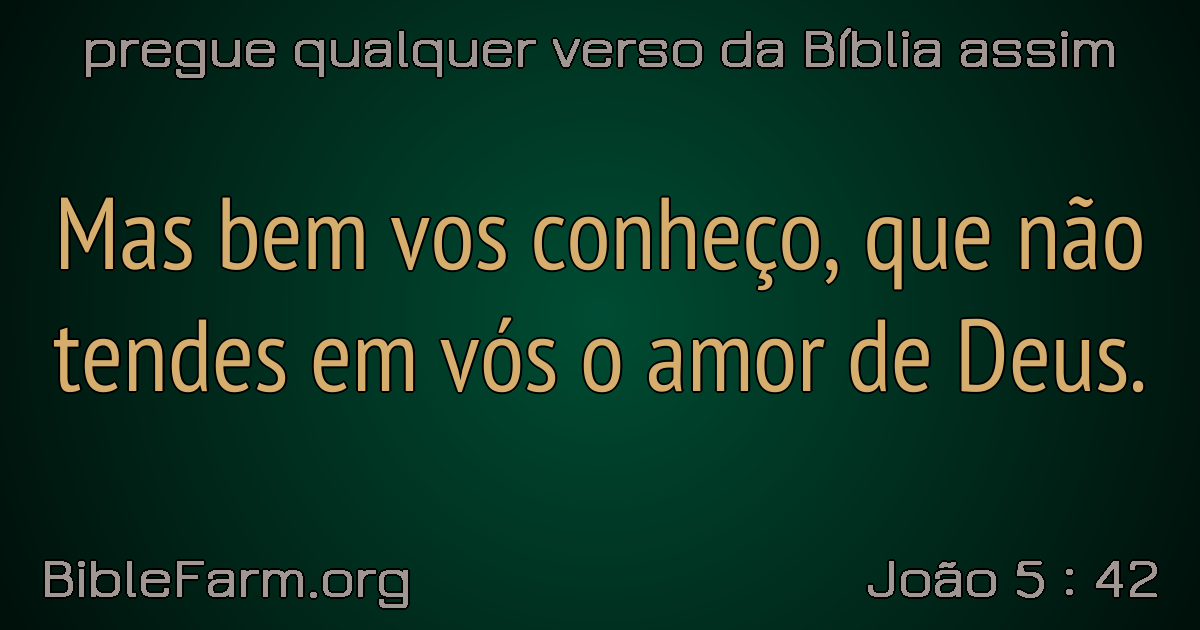 pregue qualquer verso da Bíblia assim
Mas bem vos conheço, que não
tendes em vós o amor de Deus.
BibleFarm.org
João 5 : 42